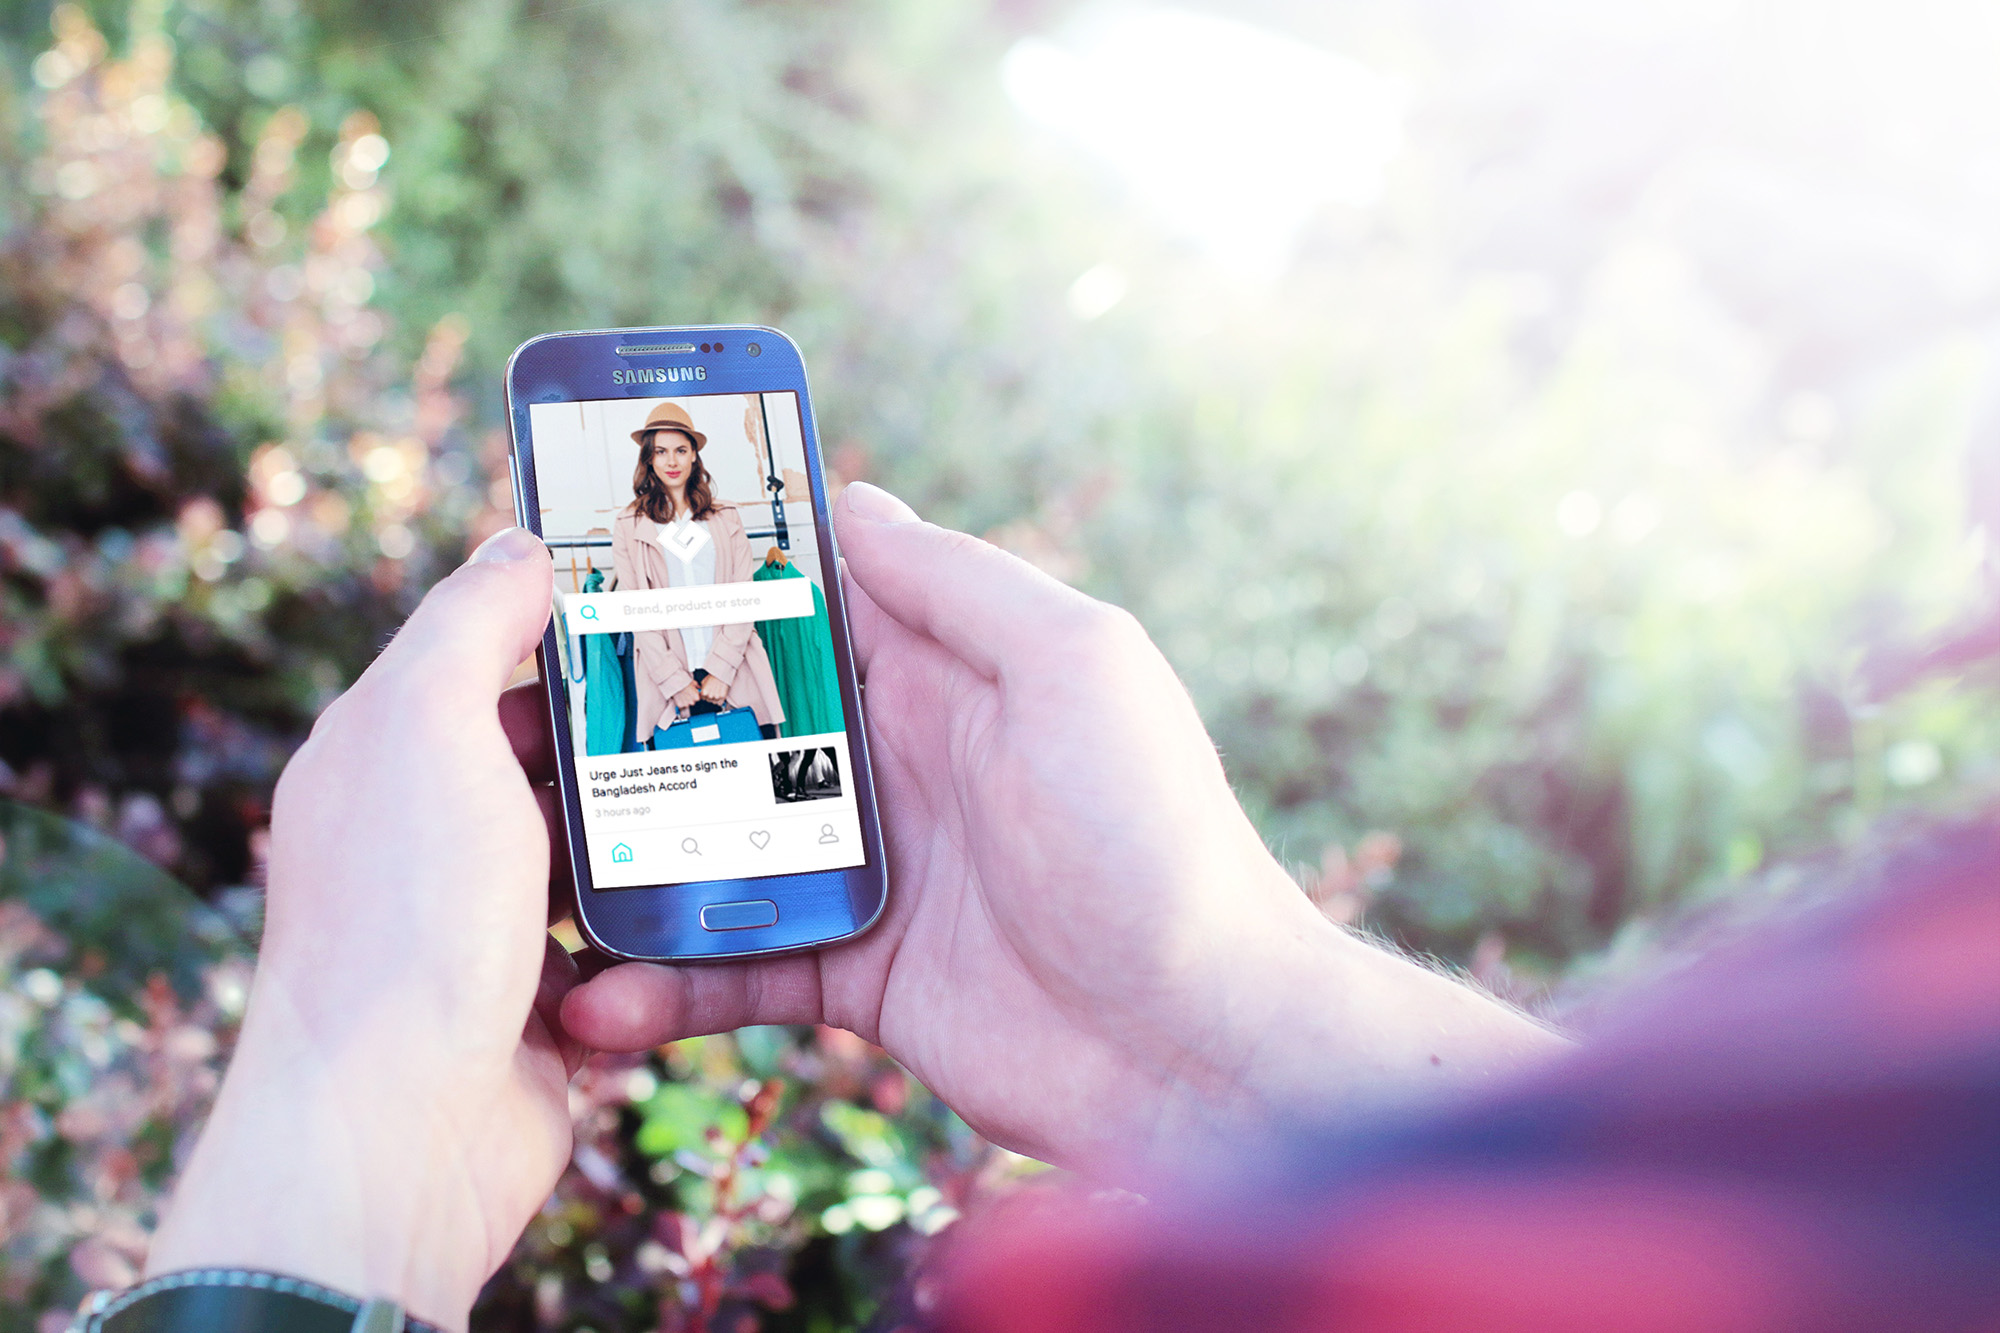 SAMSUNG
Brand, product or store
Urge Just Jeans to sign the
Bangladesh Accord
3 hours ago